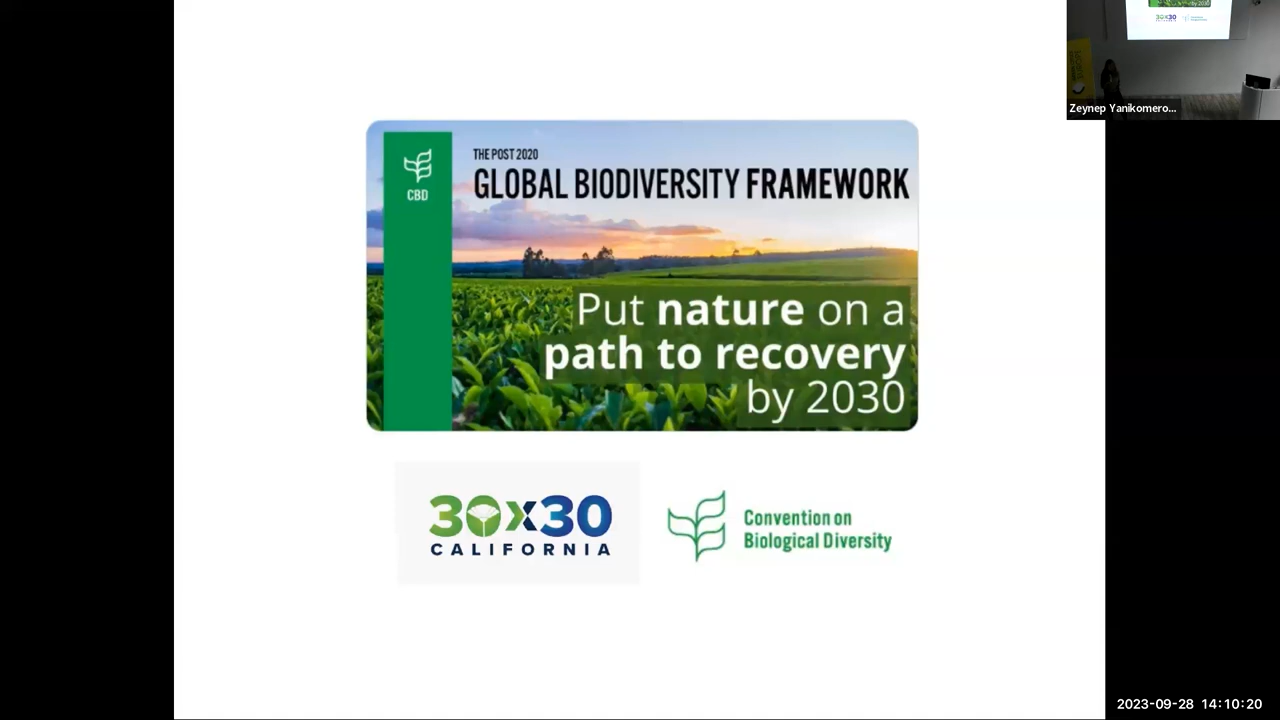 THE POST 2020
GLOBAL BIODIVERSITY FRAMEWORK
CBD
Put nature on a
path to recovery
by 2030
30x30
CALIFORNIA
Convention on
Biological Diversity
Zeynep Yanikomero...
2023-09-28 14:10:20